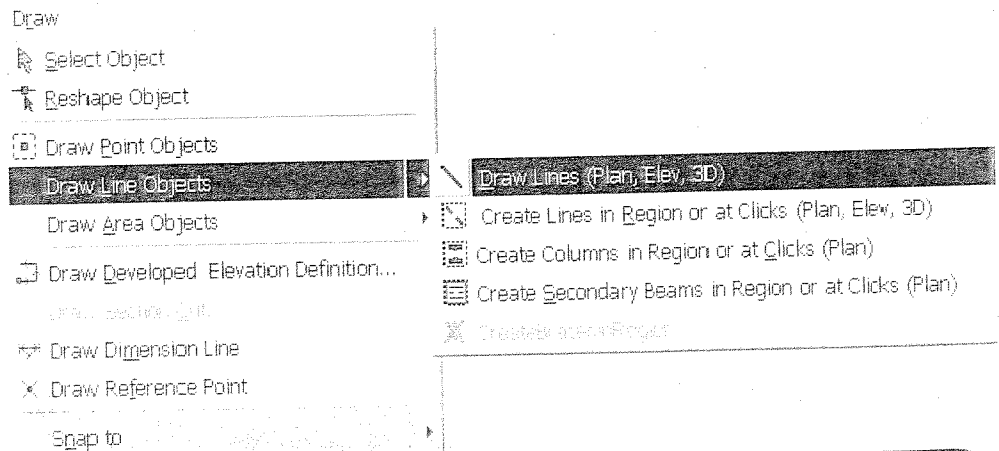 Draw
Select Object
Reshape Object
Draw Point Objects
Draw Line Objects
Draw Area Objects
Draw Developed Elevation Definition...
Draw Section Cut...
Draw Dimension Line
Draw Reference Point
Snap to
Draw Lines (Plan, Elev, 3D)
Create Lines in Region or at Clicks (Plan, Elev, 3D)
Create Columns in Region or at Clicks (Plan)
Create Secondary Beams in Region or at Clicks (Plan)